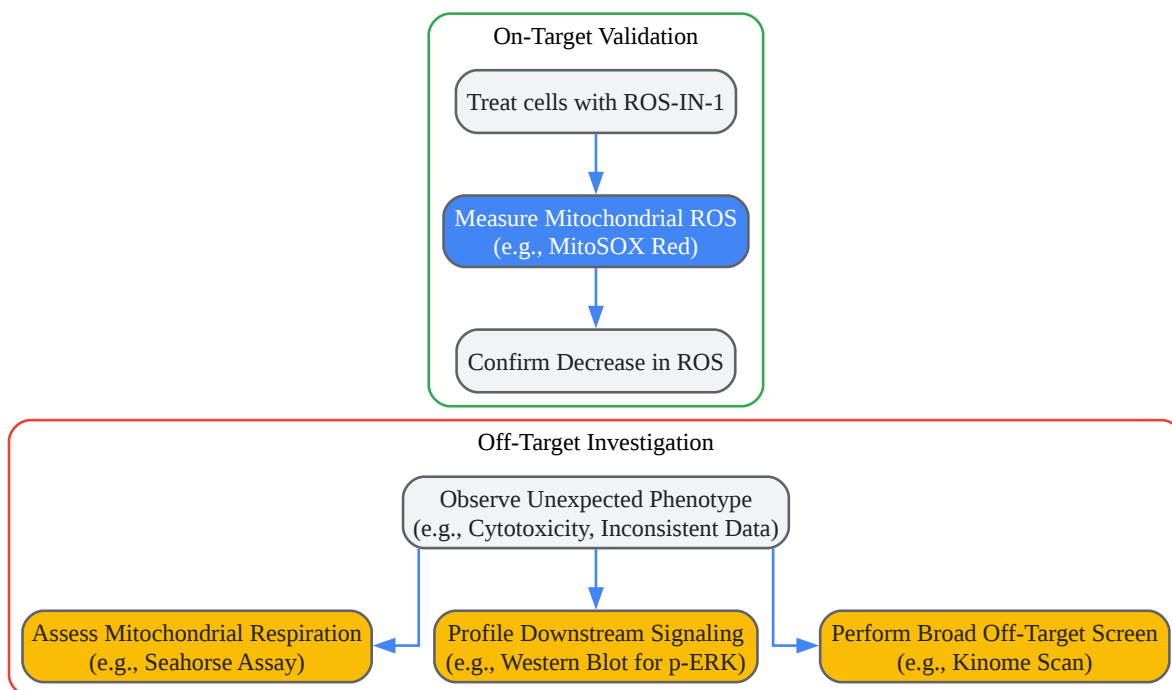 On-Target Validation
Treat cells with ROS-IN-1
Measure Mitochondrial ROS
(e.g., MitoSOX Red)
Confirm Decrease in ROS
Off-Target Investigation
Observe Unexpected Phenotype
(e.g., Cytotoxicity, Inconsistent Data)
Assess Mitochondrial Respiration
(e.g., Seahorse Assay)
Profile Downstream Signaling
(e.g., Western Blot for p-ERK)
Perform Broad Off-Target Screen
(e.g., Kinome Scan)